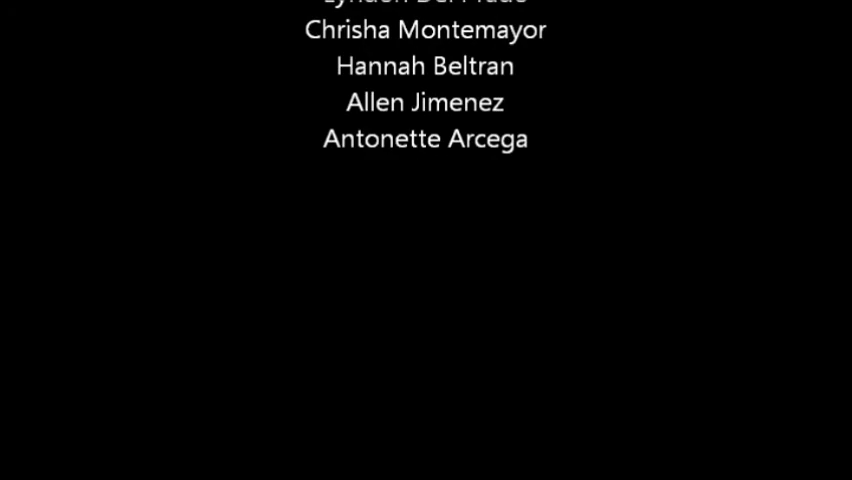 Chrisha Montemayor
Hannah Beltran
Allen Jimenez
Antonette Arcega